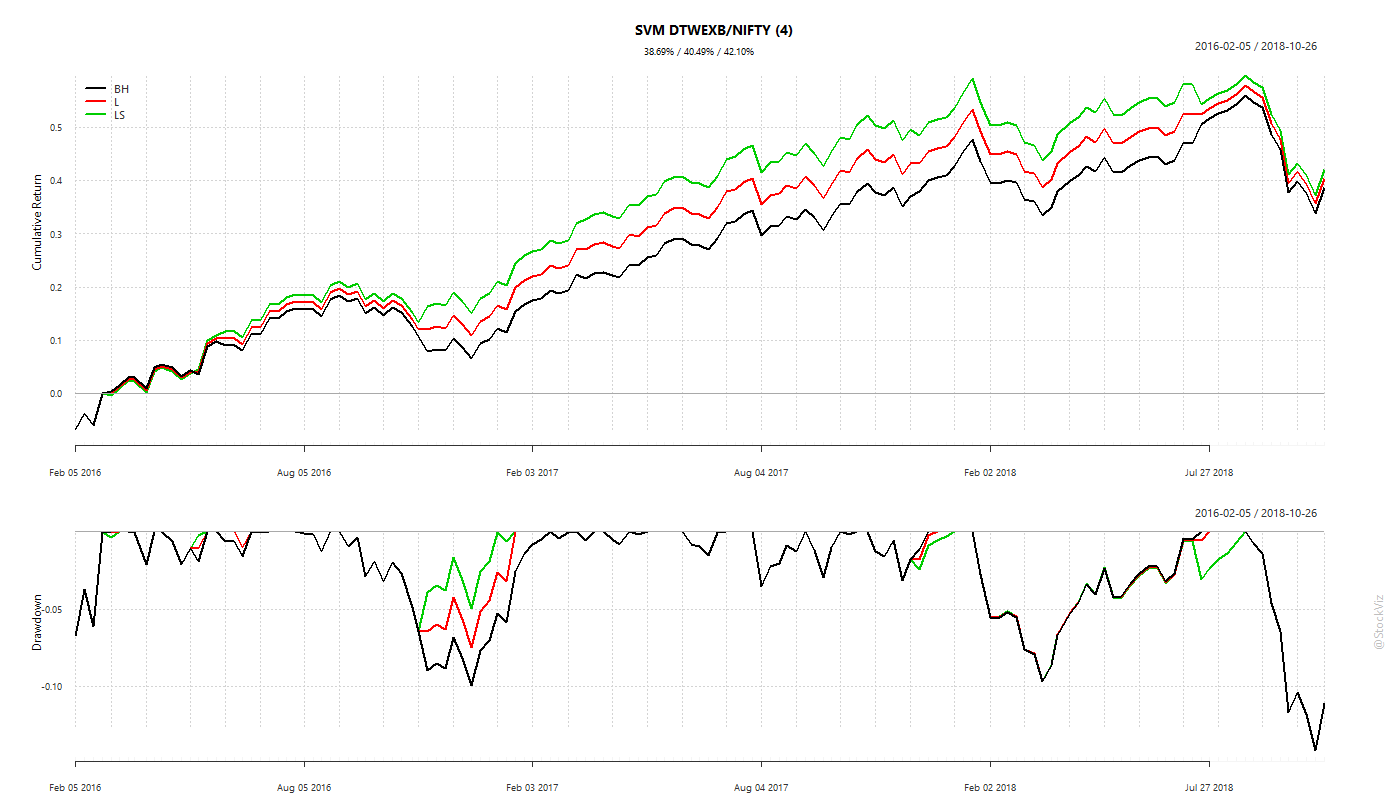 SVM DTWEXB/NIFTY (4)
38.69% / 40.49% / 42.10%
2016-02-05 / 2018-10-26
BH
L
LS
Cumulative Return
0.5
0.4
0.3
0.2
0.1
0.0
Feb 05 2016 Aug 05 2016 Feb 03 2017 Aug 04 2017 Feb 02 2018 Jul 27 2018
2016-02-05 / 2018-10-26
Drawdown
-0.05
-0.10
Feb 05 2016 Aug 05 2016 Feb 03 2017 Aug 04 2017 Feb 02 2018 Jul 27 2018
@StockViz